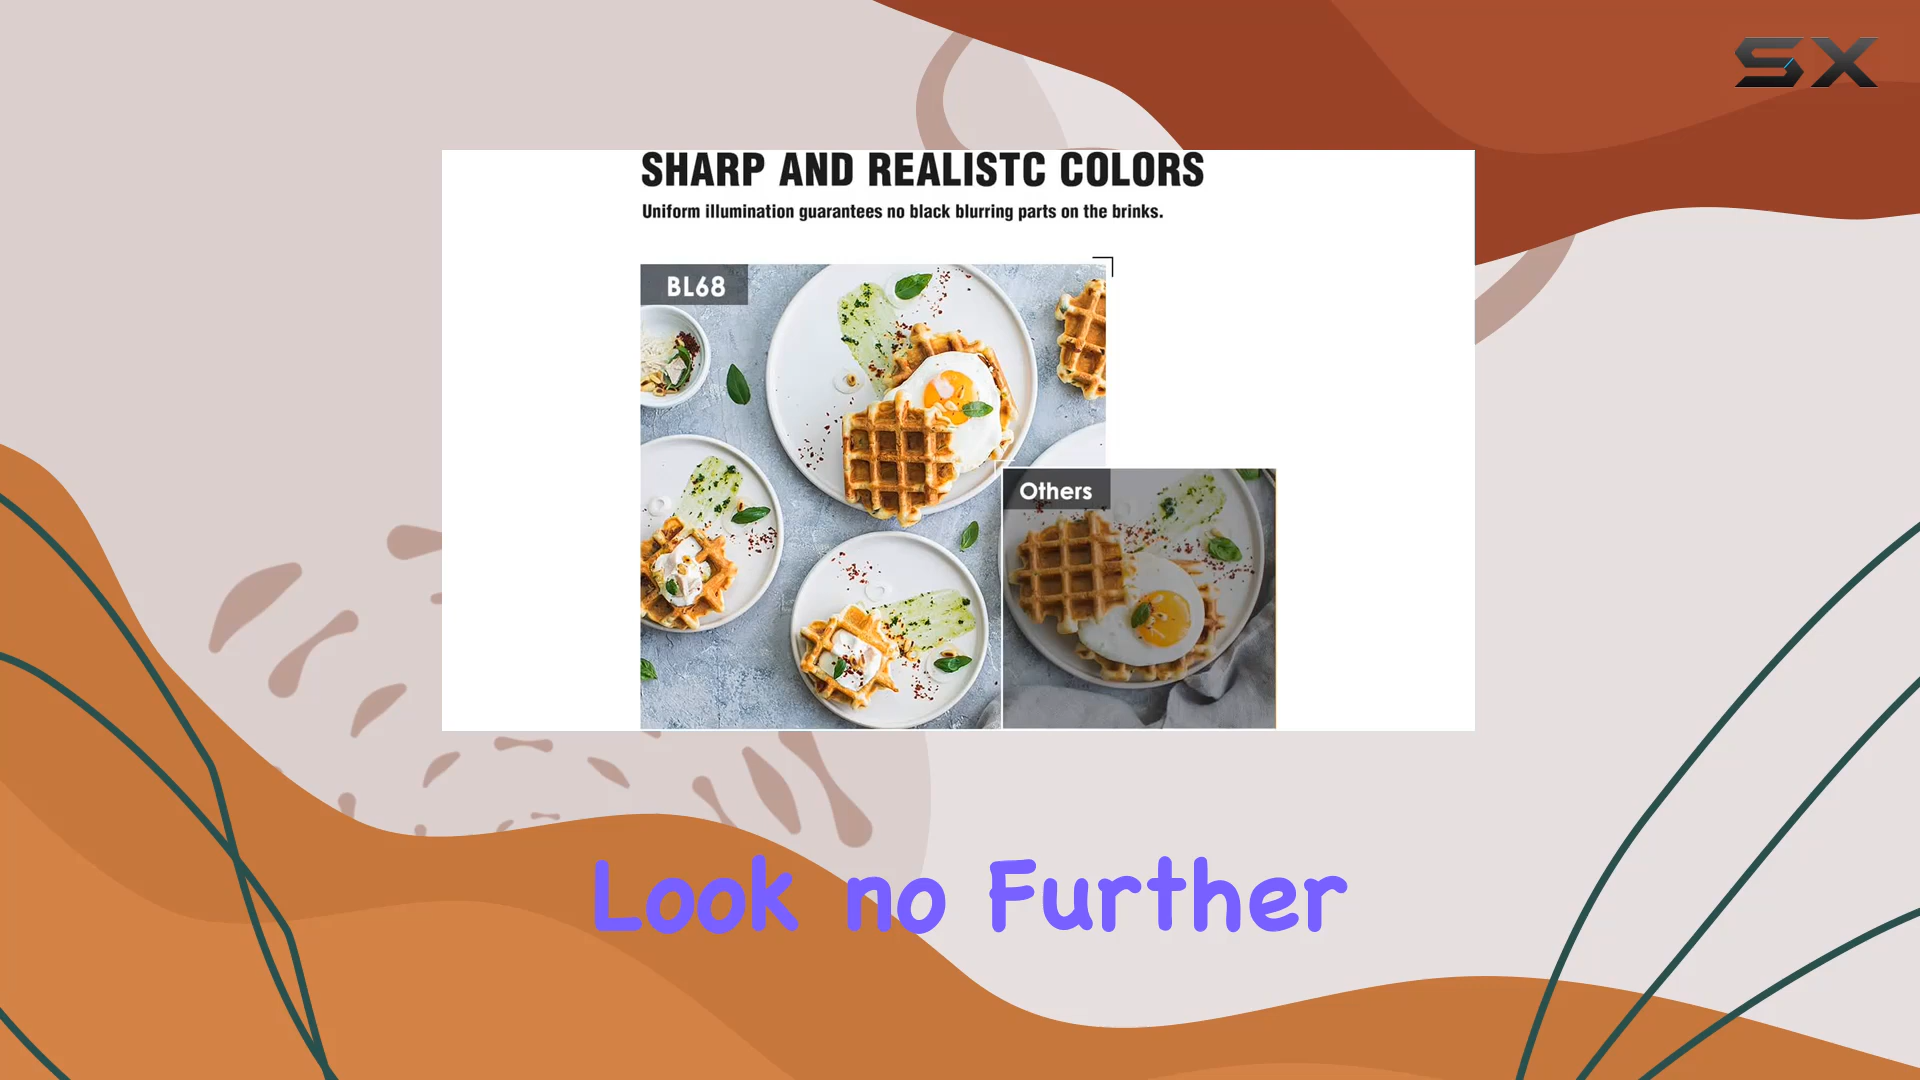 SX
SHARP AND REALISTC COLORS
Uniform illumination guarantees no black blurring parts on the brinks.
BL68
Others
Look no Further